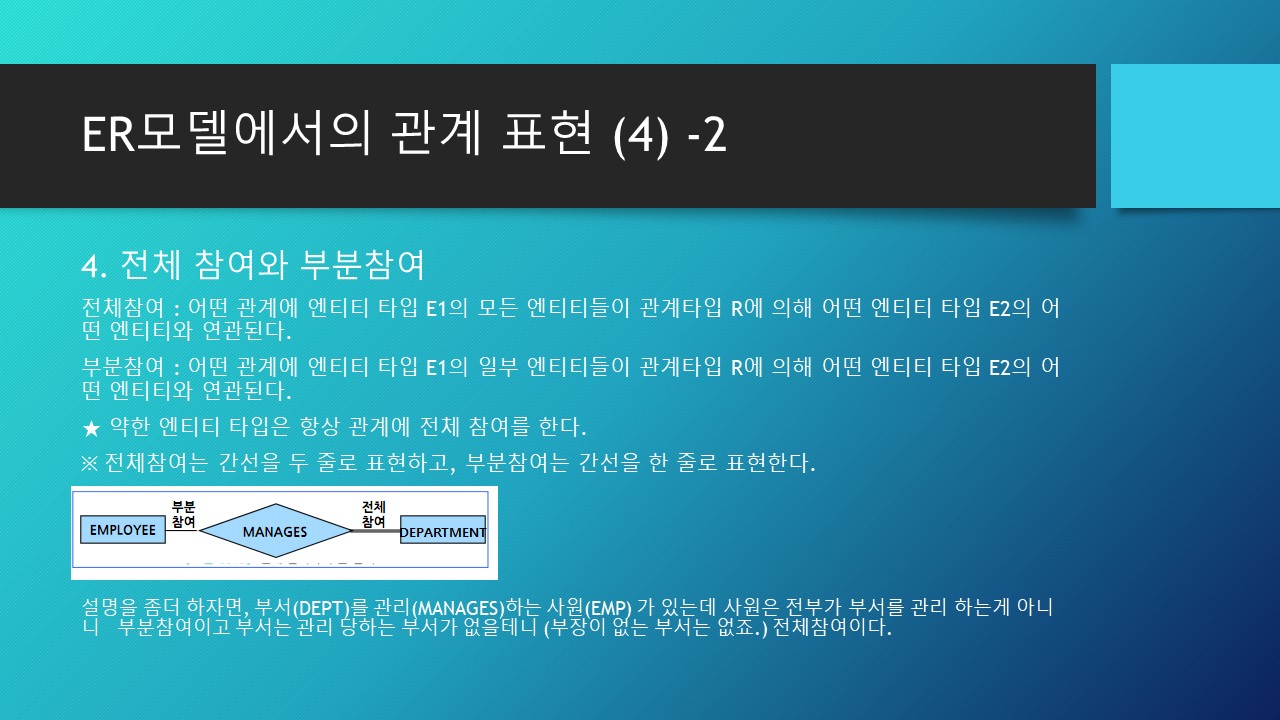 ER모델에서의 관계 표현 (4) -2
4. 전체 참여와 부분참여
전체참여 : 어떤 관계에 엔티티 타입 E1의 모든 엔티티들이 관계타입 R에 의해 어떤 엔티티 타입 E2의 어
떤 엔티티와 연관된다.
부분참여 : 어떤 관계에 엔티티 타입 E1의 일부 엔티티들이 관계타입 R에 의해 어떤 엔티티 타입 E2의 어
떤 엔티티와 연관된다.
★ 약한 엔티티 타입은 항상 관계에 전체 참여를 한다.
※ 전체참여는 간선을 두 줄로 표현하고, 부분참여는 간선을 한 줄로 표현한다.
부분
참여
전체
참여
EMPLOYEE
MANAGES
DEPARTMENT
설명을 좀더 하자면, 부서(DEPT)를 관리(MANAGES)하는 사원(EMP) 가 있는데 사원은 전부가 부서를 관리 하는게 아니
니 부분참여이고 부서는 관리 당하는 부서가 없을테니 (부장이 없는 부서는 없죠.) 전체참여이다.